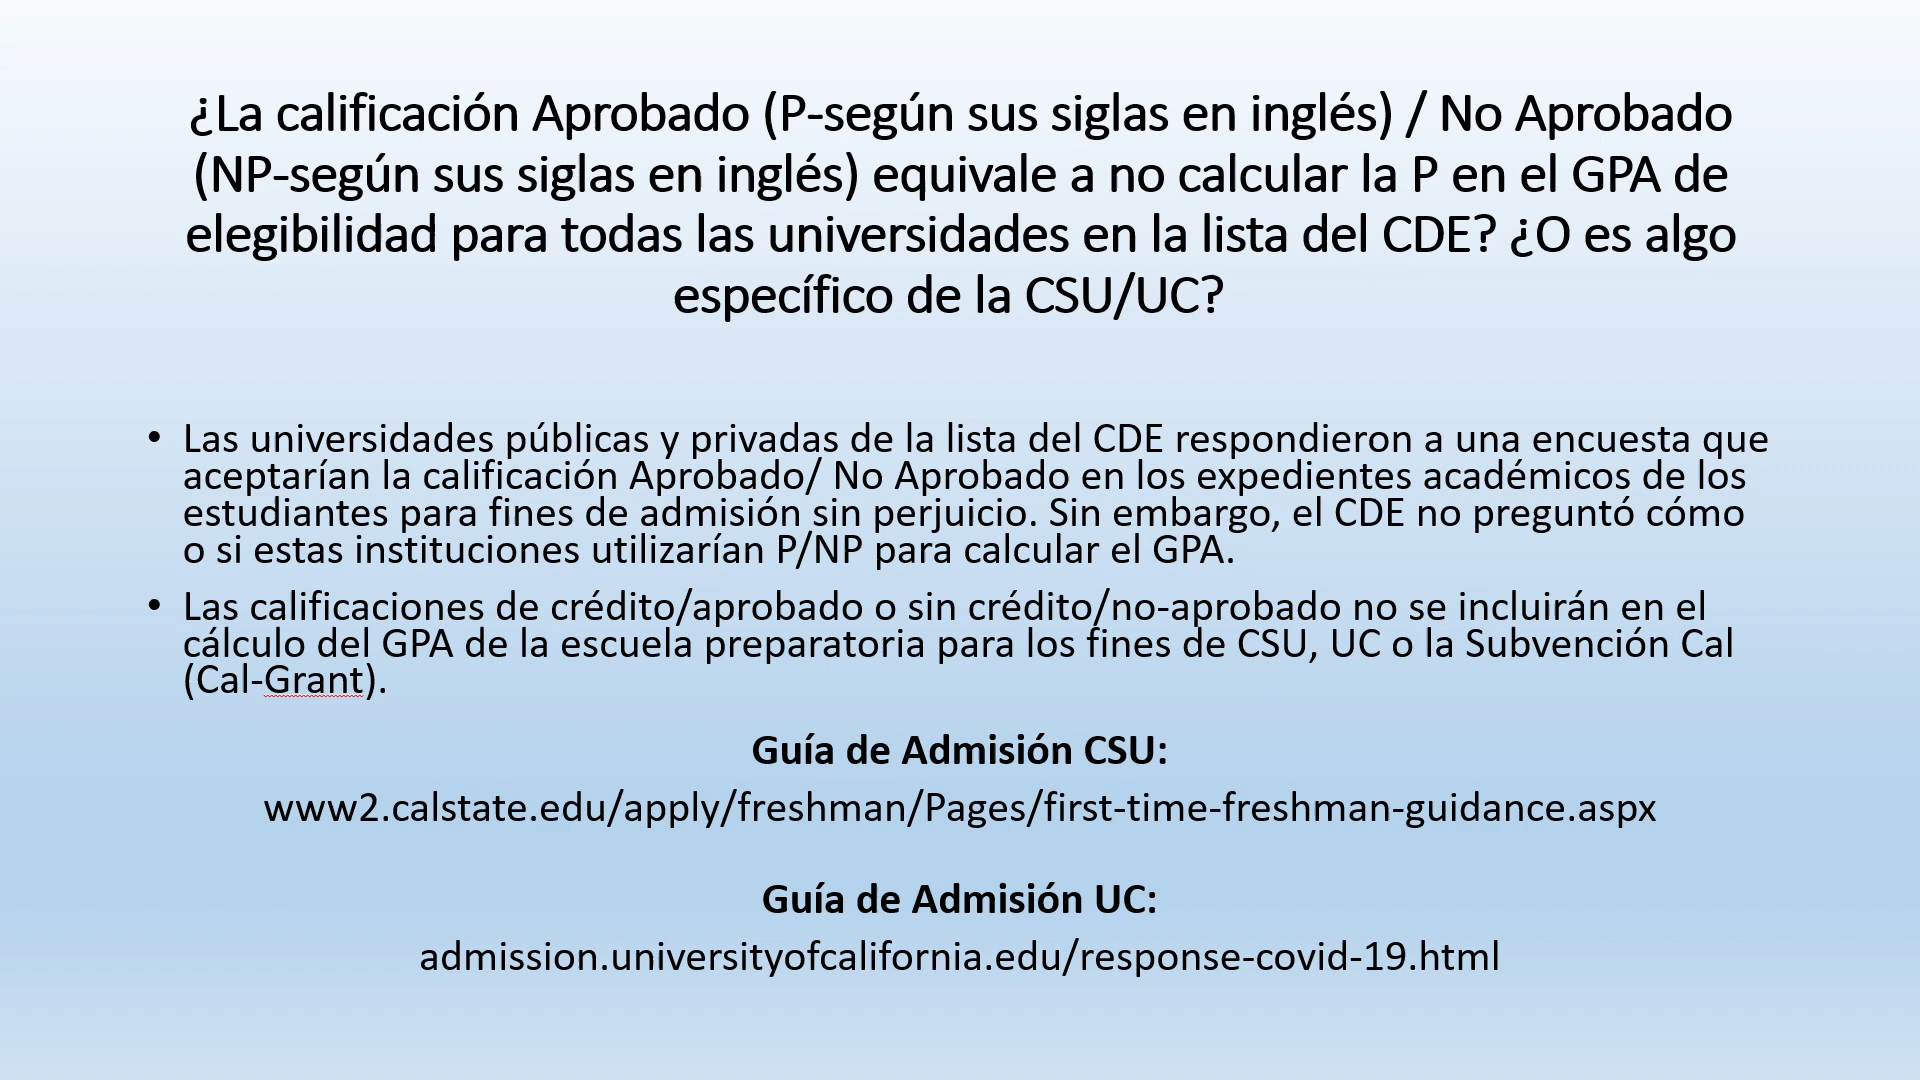 ¿La calificación Aprobado (P-según sus siglas en inglés) / No Aprobado
(NP-según sus siglas en inglés) equivale a no calcular la P en el GPA de
elegibilidad para todas las universidades en la lista del CDE? ¿O es algo
específico de la CSU/UC?
• Las universidades públicas y privadas de la lista del CDE respondieron a una encuesta que
aceptarían la calificación Aprobado/ No Aprobado en los expedientes académicos de los
estudiantes para fines de admisión sin perjuicio. Sin embargo, el CDE no preguntó cómo
o si estas instituciones utilizarían P/NP para calcular el GPA.
• Las calificaciones de crédito/aprobado o sin crédito/no-aprobado no se incluirán en el
cálculo del GPA de la escuela preparatoria para los fines de CSU, UC o la Subvención Cal
(Cal-Grant).
Guía de Admisión CSU:
www2.calstate.edu/apply/freshman/Pages/first-time-freshman-guidance.aspx
Guía de Admisión UC:
admission.universityofcalifornia.edu/response-covid-19.html